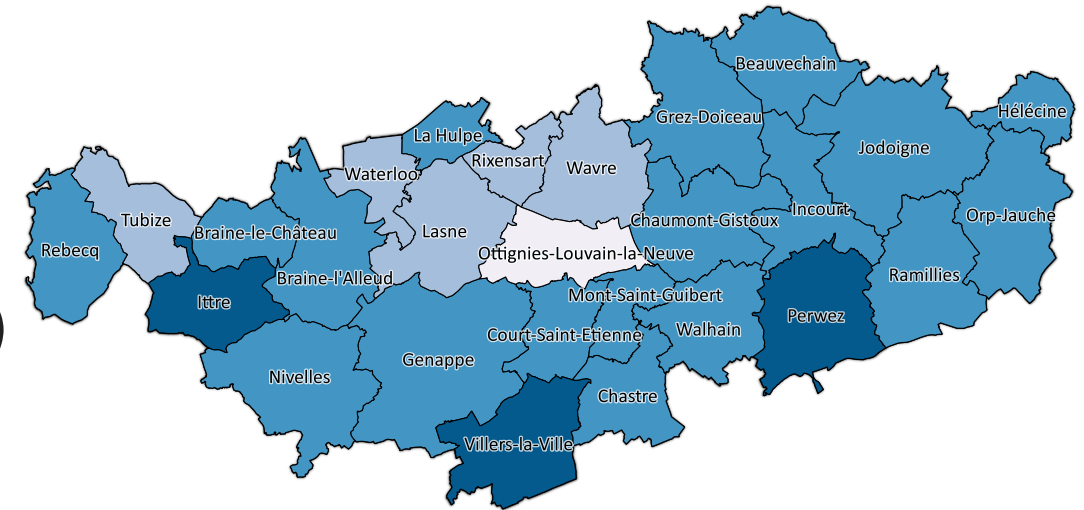 Beauvechain
Hélécine
Grez-Doiceau
La Hulpe
Jodoigne
Rixensart
Wavre
Waterloo
Tubize
Chaumont-Gistoux
Incourt
Orp-Jauche
Braine-le-Château
Lasne
Rebecq
Ottignies-Louvain-la-Neuve
Braine-l'Alleud
Ramillies
Mont-Saint-Guibert
Ittre
Perwez
Walhain
Court-Saint-Etienne
Genappe
Nivelles
Chastre
Villers-la-Ville